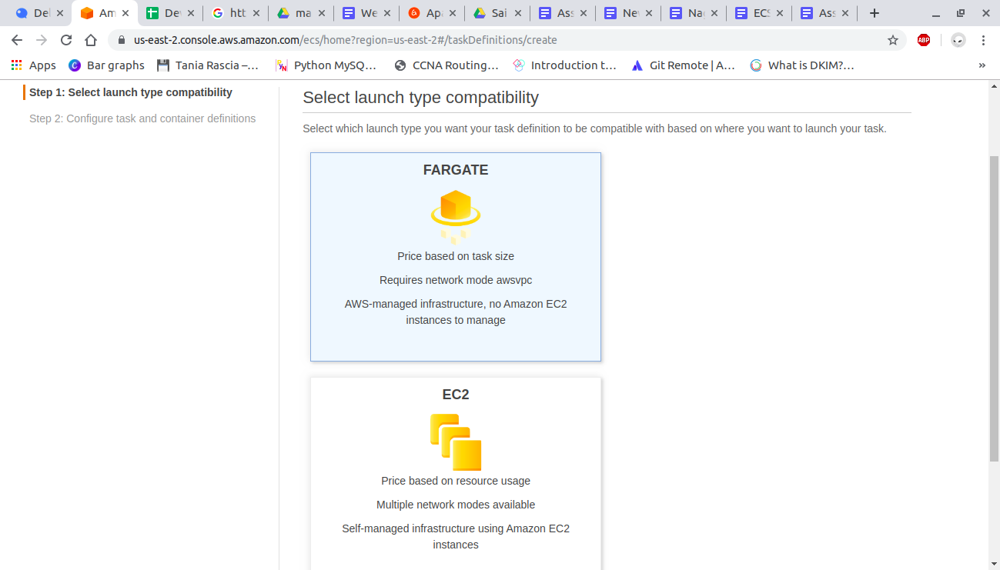 Del
Am
Dev
htt
ma
We
Apa
Sai
Ass
Nev
Nag
ECS
Ass
us-east-2.console.aws.amazon.com/ecs/home?region=us-east-2#/taskDefinitions/create
ABP
Apps
Bar graphs
Tania Rascia –...
Python MySQ...
CCNA Routing...
Introduction t...
Git Remote | A...
What is DKIM?...
»
Step 1: Select launch type compatibility
Step 2: Configure task and container definitions
Select launch type compatibility
Select which launch type you want your task definition to be compatible with based on where you want to launch your task.
FARGATE
Price based on task size
Requires network mode awsvpc
AWS-managed infrastructure, no Amazon EC2
instances to manage
EC2
Price based on resource usage
Multiple network modes available
Self-managed infrastructure using Amazon EC2
instances